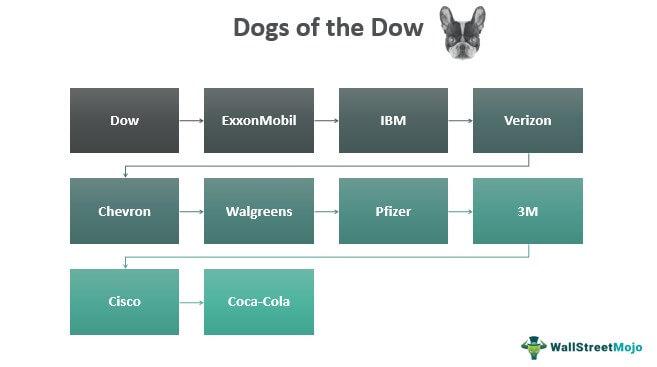 Dogs of the Dow
Dow
ExxonMobil
IBM
Verizon
Chevron
Walgreens
Pfizer
3M
Cisco
Coca-Cola
WallStreetMojo